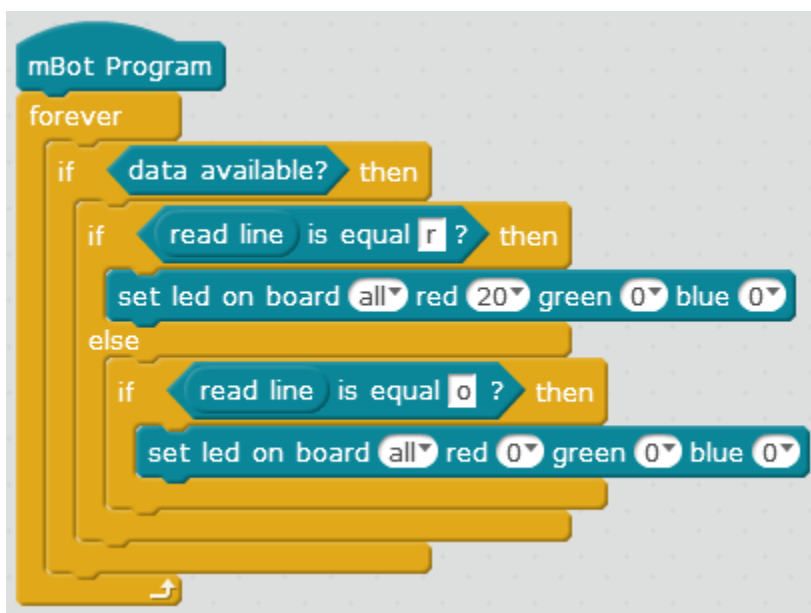 mBot Program
forever
if data available? then
if read line is equal r ? then
set led on board all red 20 green 0 blue 0
else
if read line is equal o ? then
set led on board all red 0 green 0 blue 0